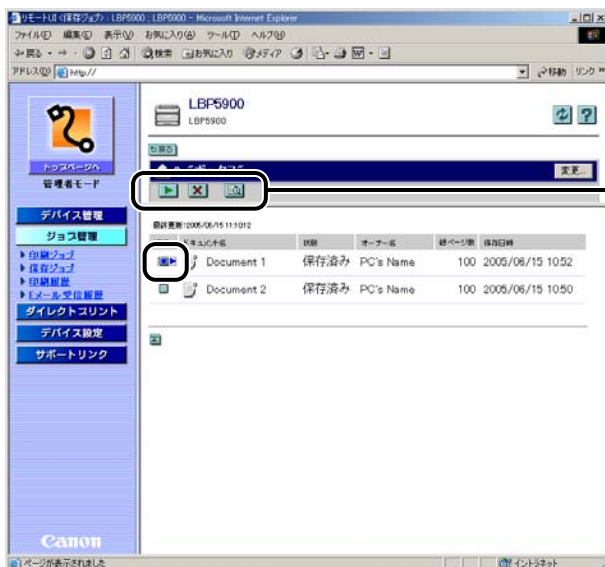 リモートUI <保存ジョブ> : LBP5900 ; LBP5900 - Microsoft Internet Explorer
ファイル(F) 編集(E) 表示(V) お気に入り(A) ツール(T) ヘルプ(H)
戻る 検索 お気に入り メディア
アドレス(D) http:// 移動 リンク
LBP5900
LBP5900
トップページへ
管理者モード
戻る
変更...
デバイス管理
ジョブ管理
印刷ジョブ
保存ジョブ
印刷履歴
Eメール受信履歴
ダイレクトプリント
デバイス設定
サポートリンク
最終更新:2005/06/15 11:10:12
ドキュメント名 状態 オーナー名 総ページ数 保存日時
Document 1 保存済み PC's Name 100 2005/06/15 10:52
Document 2 保存済み PC's Name 100 2005/06/15 10:50
Canon
ページが表示されました イントラネット